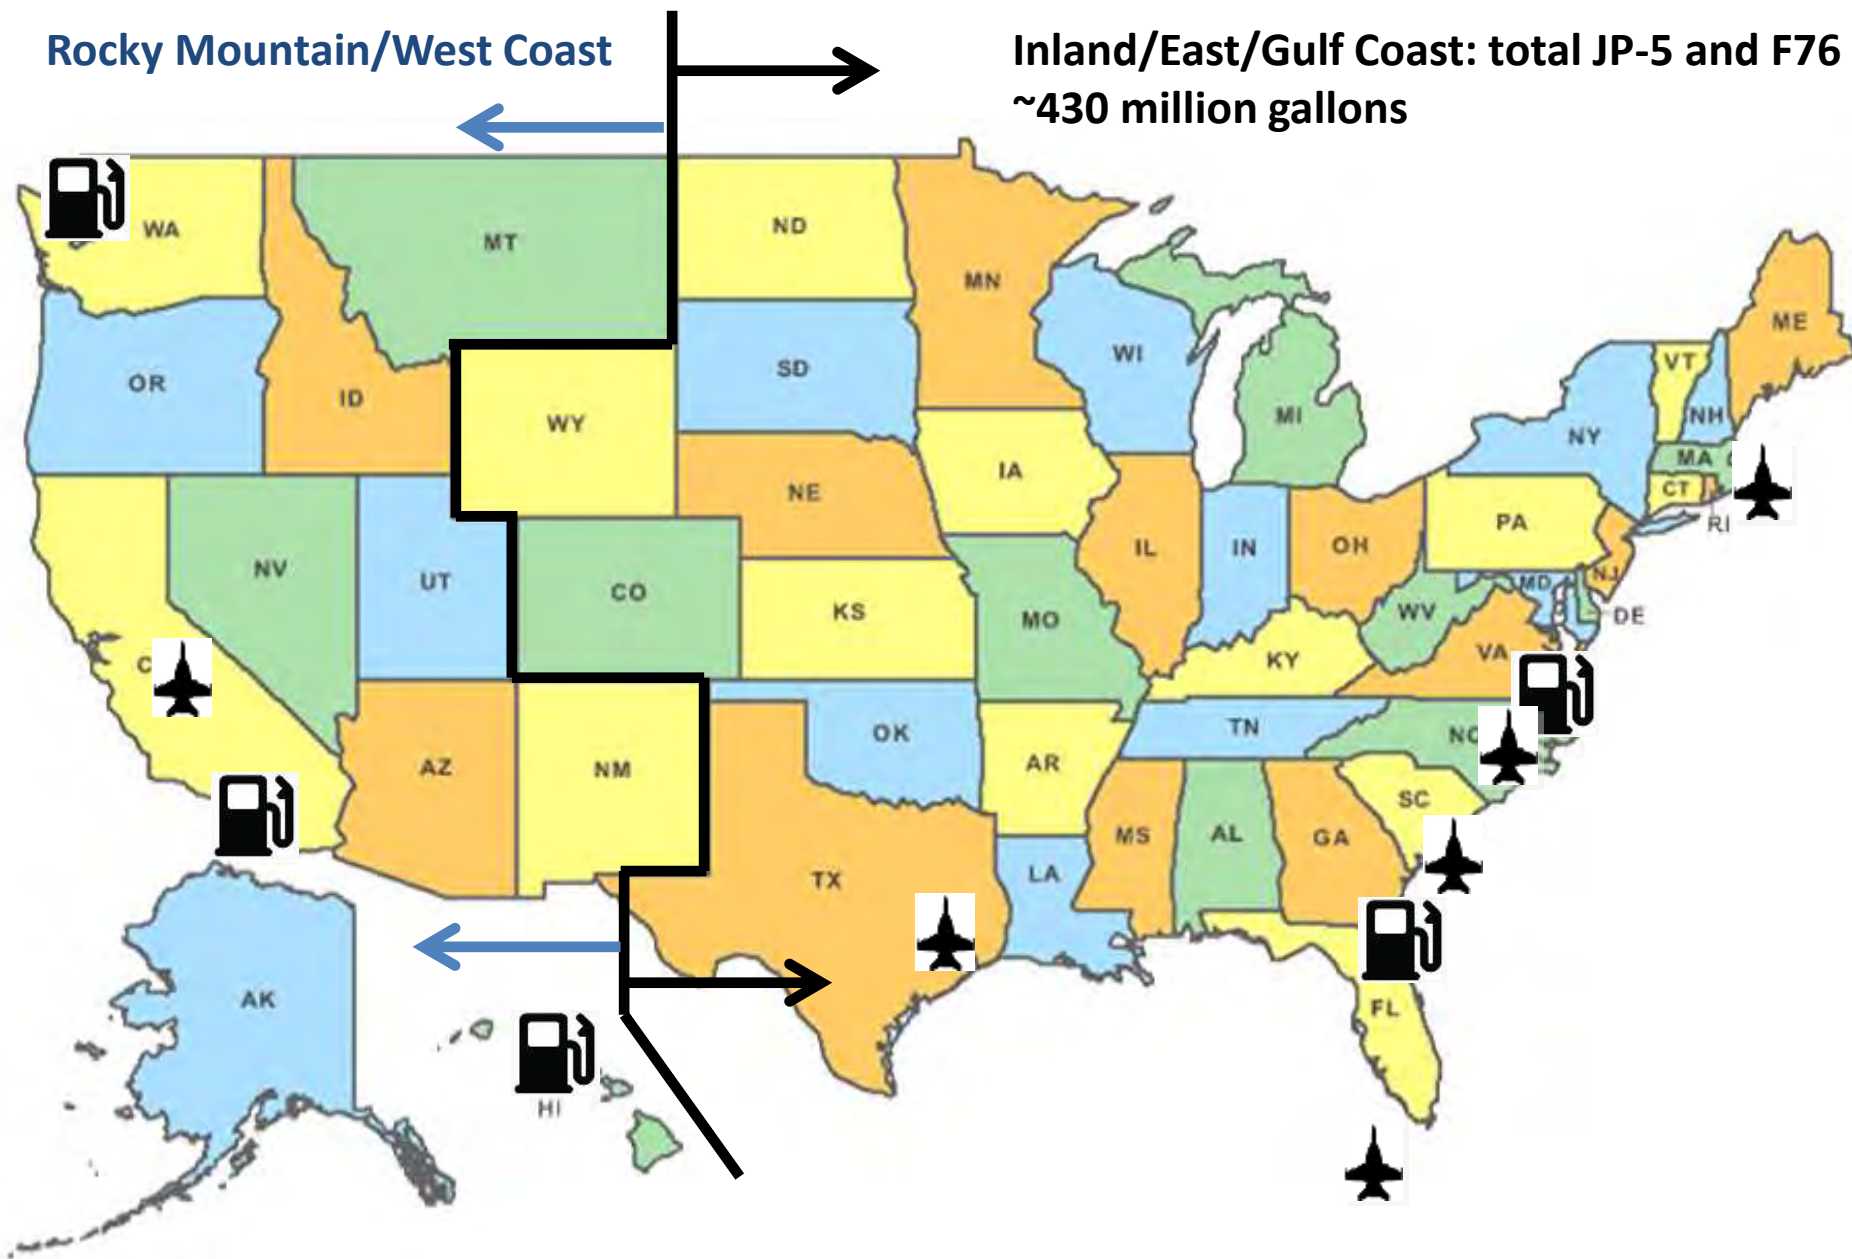 Rocky Mountain/West Coast
Inland/East/Gulf Coast: total JP-5 and F76
~430 million gallons
WA
MT
ND
MN
ME
OR
ID
WY
SD
WI
MI
VT
NH
NY
MA
CT
RI
NV
UT
CO
NE
IA
IL
IN
OH
PA
NJ
MD
DE
KS
MO
KY
WV
VA
C
AZ
NM
OK
AR
TN
NC
SC
TX
LA
MS
AL
GA
FL
AK
HI